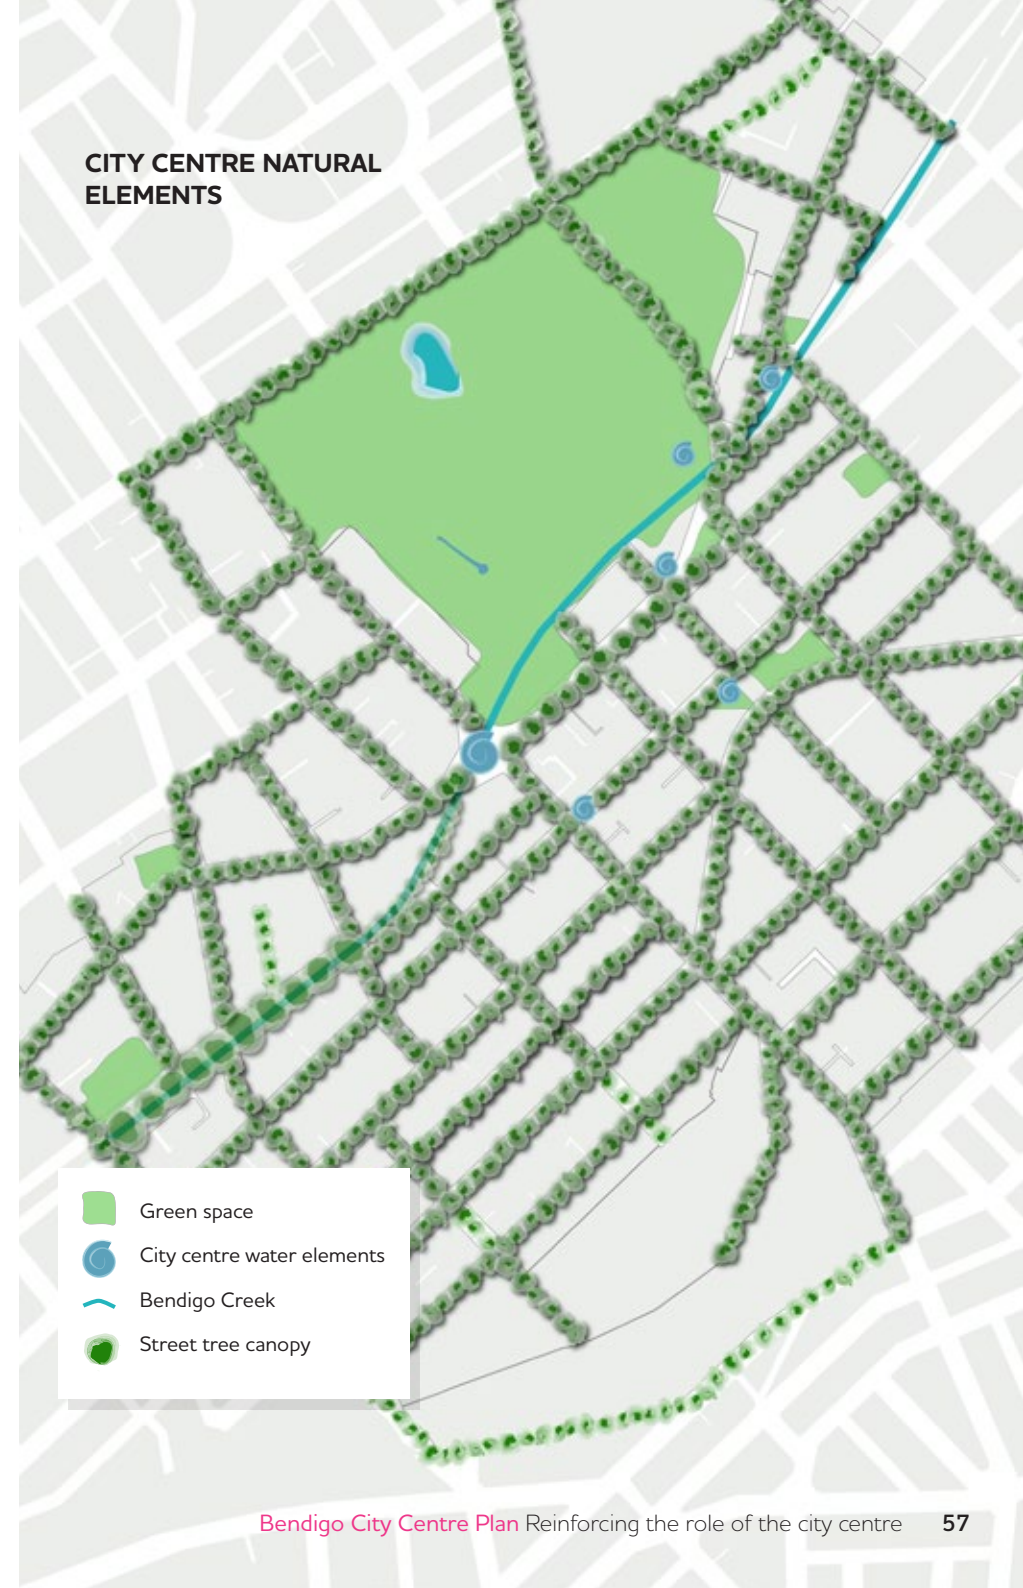 CITY CENTRE NATURAL
ELEMENTS
Green space
City centre water elements
Bendigo Creek
Street tree canopy
Bendigo City Centre Plan Reinforcing the role of the city centre 57